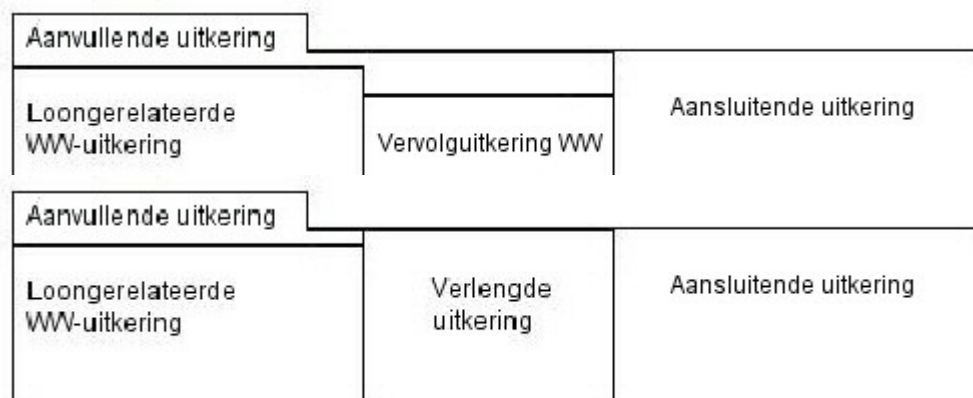 Aanvullende uitkering
Loongerelateerde
WW-uitkering
Vervolguitkering WW
Aansluitende uitkering
Aanvullende uitkering
Loongerelateerde
WW-uitkering
Verlengde
uitkering
Aansluitende uitkering